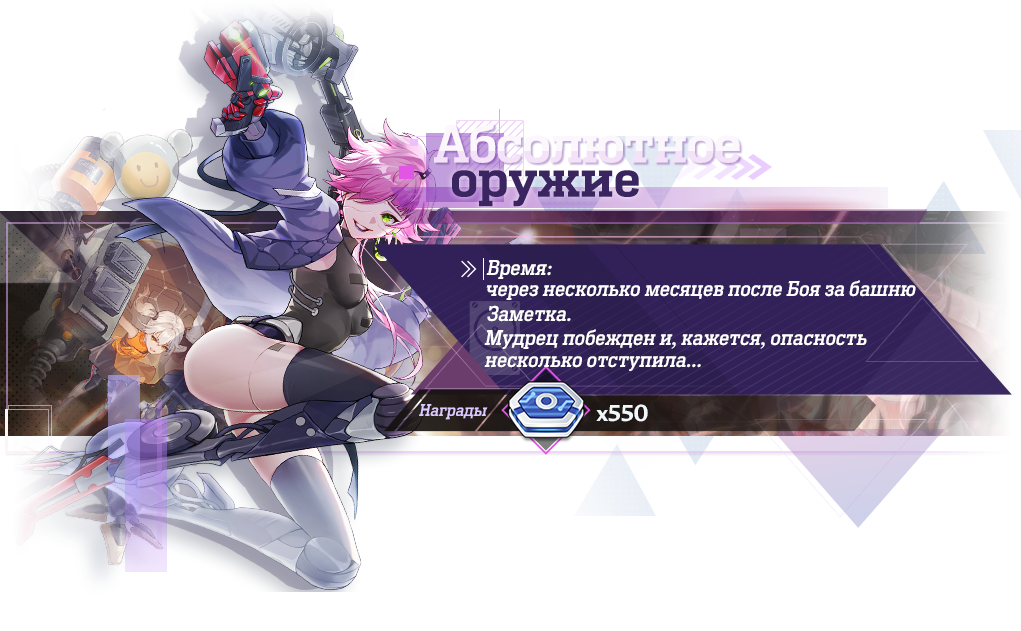 Абсолютное
оружие
Время:
через несколько месяцев после Боя за башню
Заметка.
Мудрец побежден и, кажется, опасность
несколько отступила...
Награды
x550